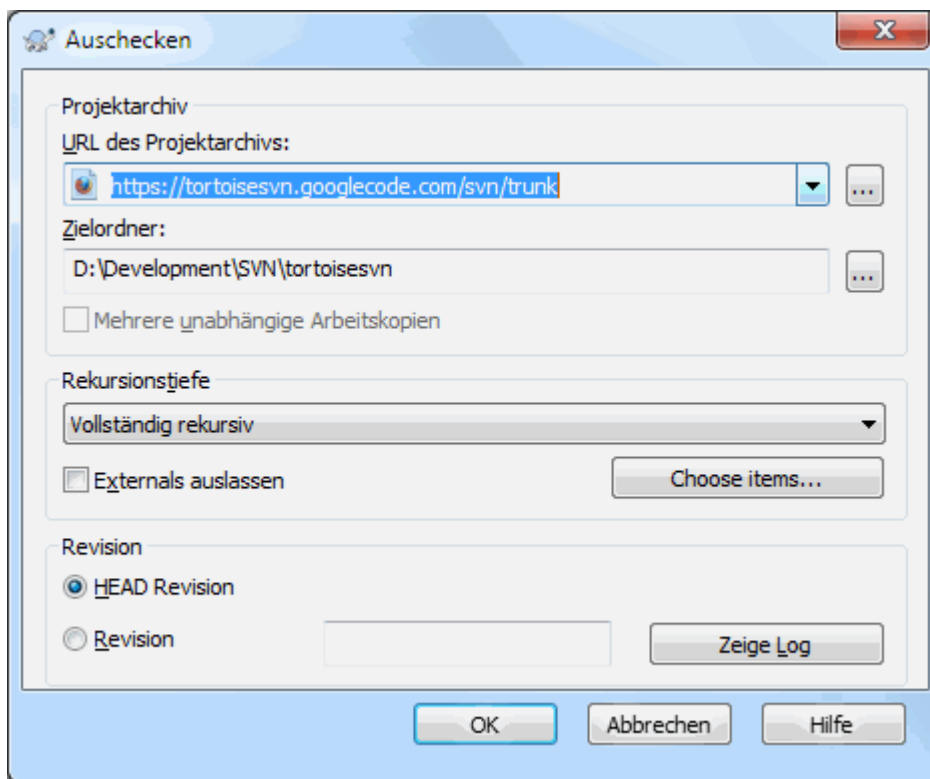 Auschecken
Projektarchiv
URL des Projektarchivs:
https://tortoisesvn.googlecode.com/svn/trunk
...
Zielordner:
D:\Development\SVN\tortoisesvn
...
Mehrere unabhängige Arbeitskopien
Rekursionstiefe
Vollständig rekursiv
Externals auslassen
Choose items...
Revision
HEAD Revision
Revision
Zeige Log
OK
Abbrechen
Hilfe